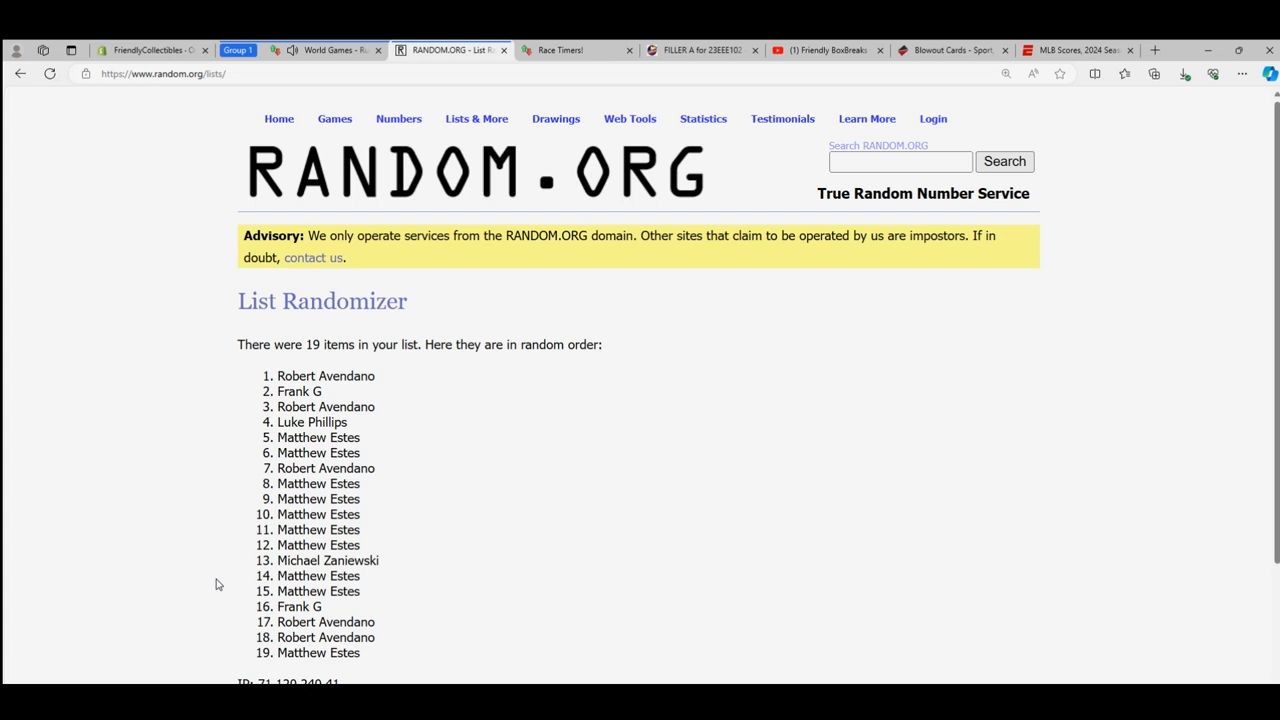 FriendlyCollectibles - O
Group 1
World Games - Ru
RANDOM.ORG - List R
Race Timers!
FILLER A for 23EEE102
(1) Friendly BoxBreaks
Blowout Cards - Sport
MLB Scores, 2024 Seas
https://www.random.org/lists/
Home Games Numbers Lists & More Drawings Web Tools Statistics Testimonials Learn More Login
RANDOM.ORG
Search RANDOM.ORG
Search
True Random Number Service
Advisory: We only operate services from the RANDOM.ORG domain. Other sites that claim to be operated by us are impostors. If in
doubt, contact us.
List Randomizer
There were 19 items in your list. Here they are in random order:
1. Robert Avendano
2. Frank G
3. Robert Avendano
4. Luke Phillips
5. Matthew Estes
6. Matthew Estes
7. Robert Avendano
8. Matthew Estes
9. Matthew Estes
10. Matthew Estes
11. Matthew Estes
12. Matthew Estes
13. Michael Zaniewski
14. Matthew Estes
15. Matthew Estes
16. Frank G
17. Robert Avendano
18. Robert Avendano
19. Matthew Estes